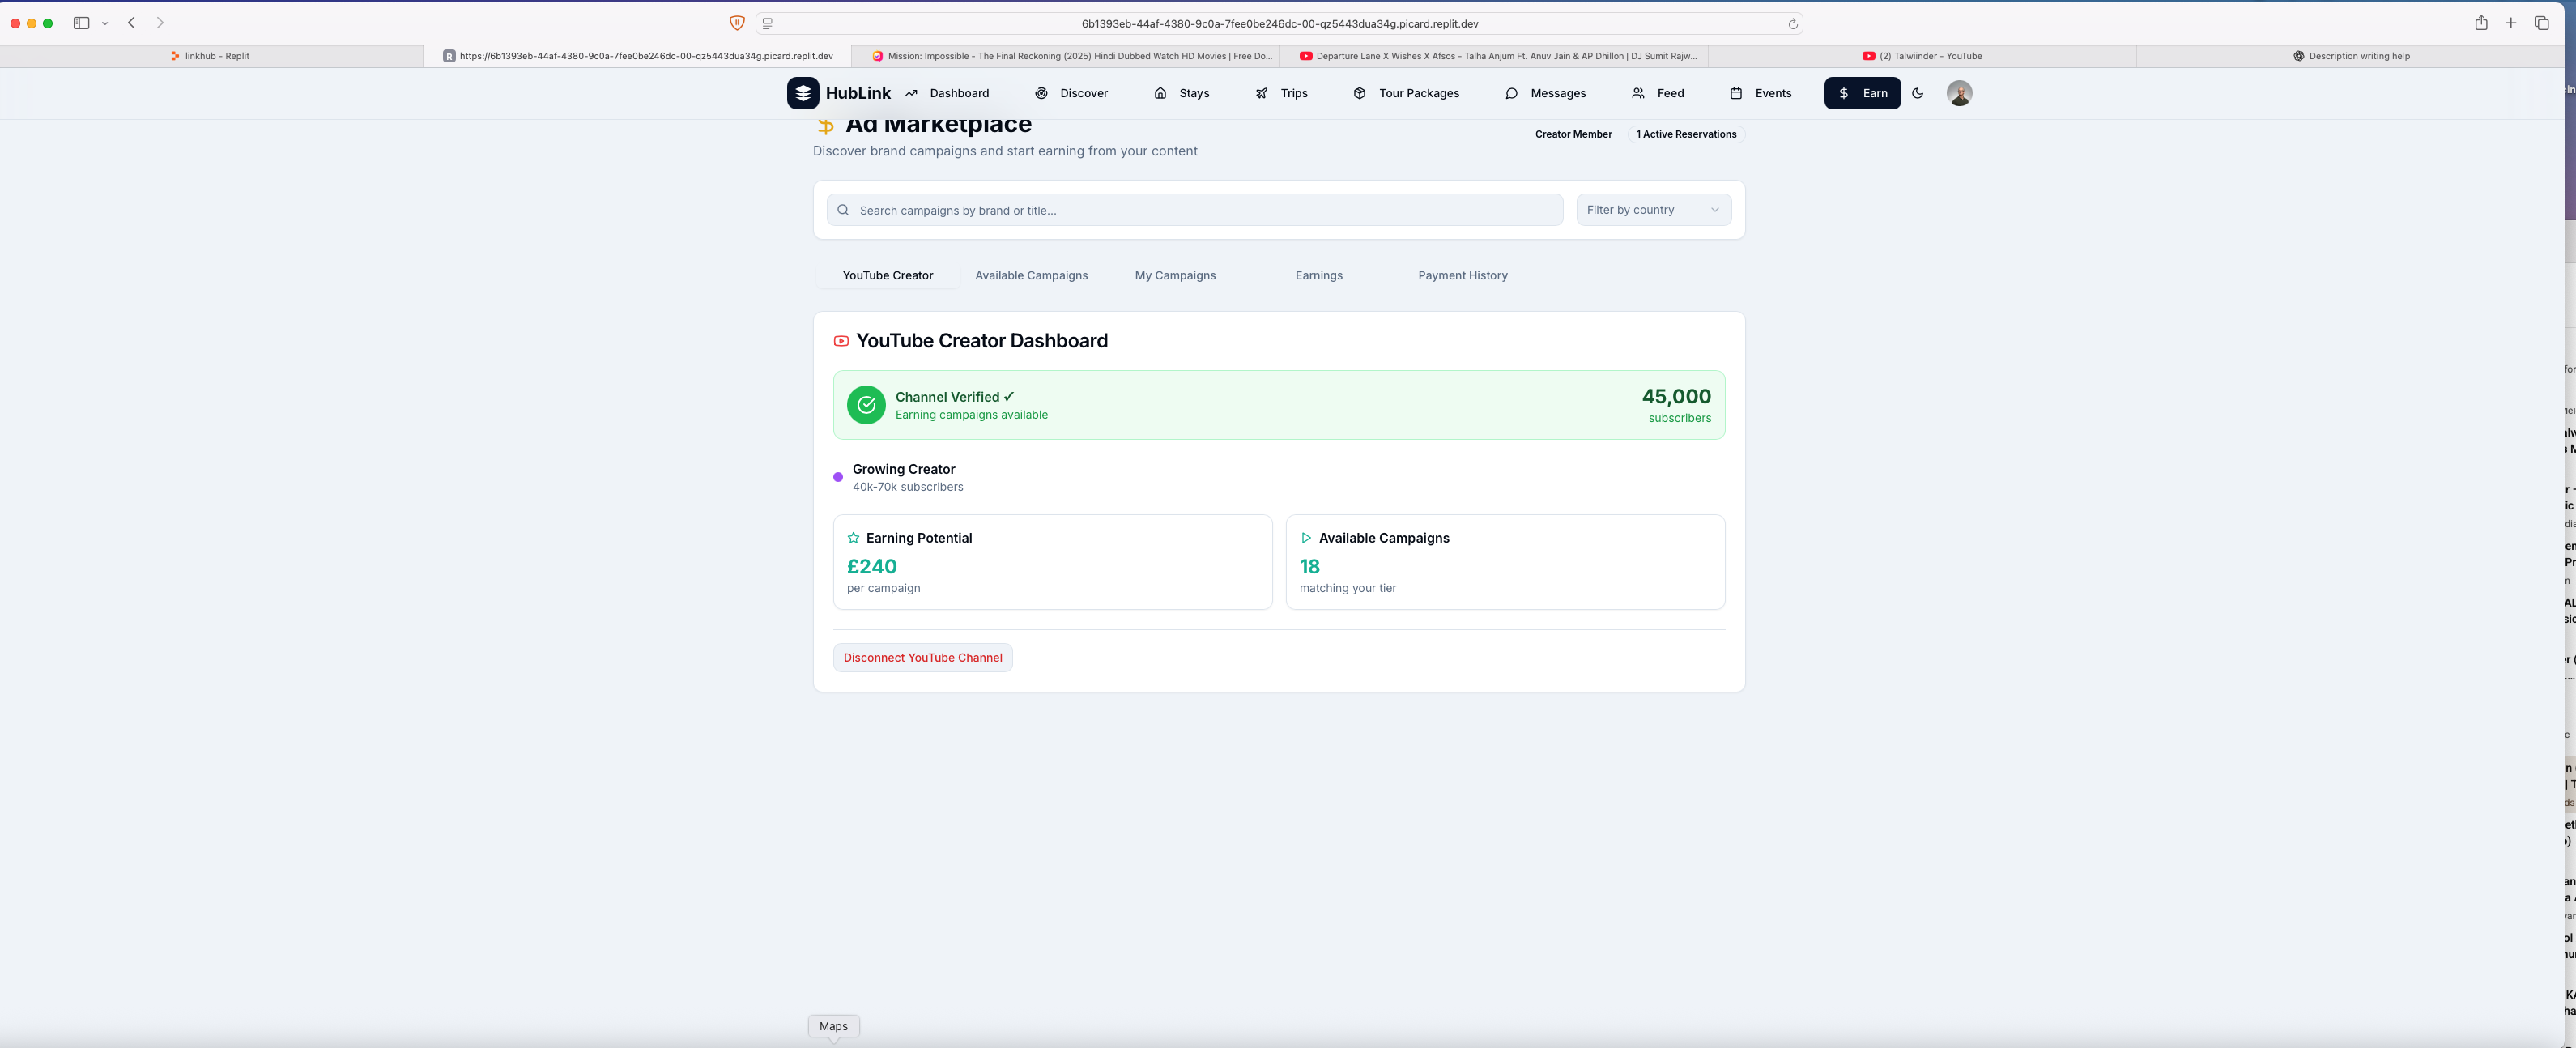 6b1393eb-44af-4380-9c0a-7fee0be246dc-00-qz5443dua34g.picard.replit.dev
linkhub - Replit
https://6b1393eb-44af-4380-9c0a-7fee0be246dc-00-qz5443dua34g.picard.replit.dev
Mission: Impossible - The Final Reckoning (2025) Hindi Dubbed Watch HD Movies | Free Do...
Departure Lane X Wishes X Afsos - Talha Anjum Ft. Anuv Jain & AP Dhillon | DJ Sumit Rajw...
(2) Talwiinder - YouTube
Description writing help
HubLink
Dashboard
Discover
Stays
Trips
Tour Packages
Messages
Feed
Events
Earn
Ad Marketplace
Discover brand campaigns and start earning from your content
Creator Member
1 Active Reservations
Search campaigns by brand or title...
Filter by country
YouTube Creator
Available Campaigns
My Campaigns
Earnings
Payment History
YouTube Creator Dashboard
Channel Verified ✓
Earning campaigns available
45,000
subscribers
Growing Creator
40k-70k subscribers
Earning Potential
£240
per campaign
Available Campaigns
18
matching your tier
Disconnect YouTube Channel
Maps